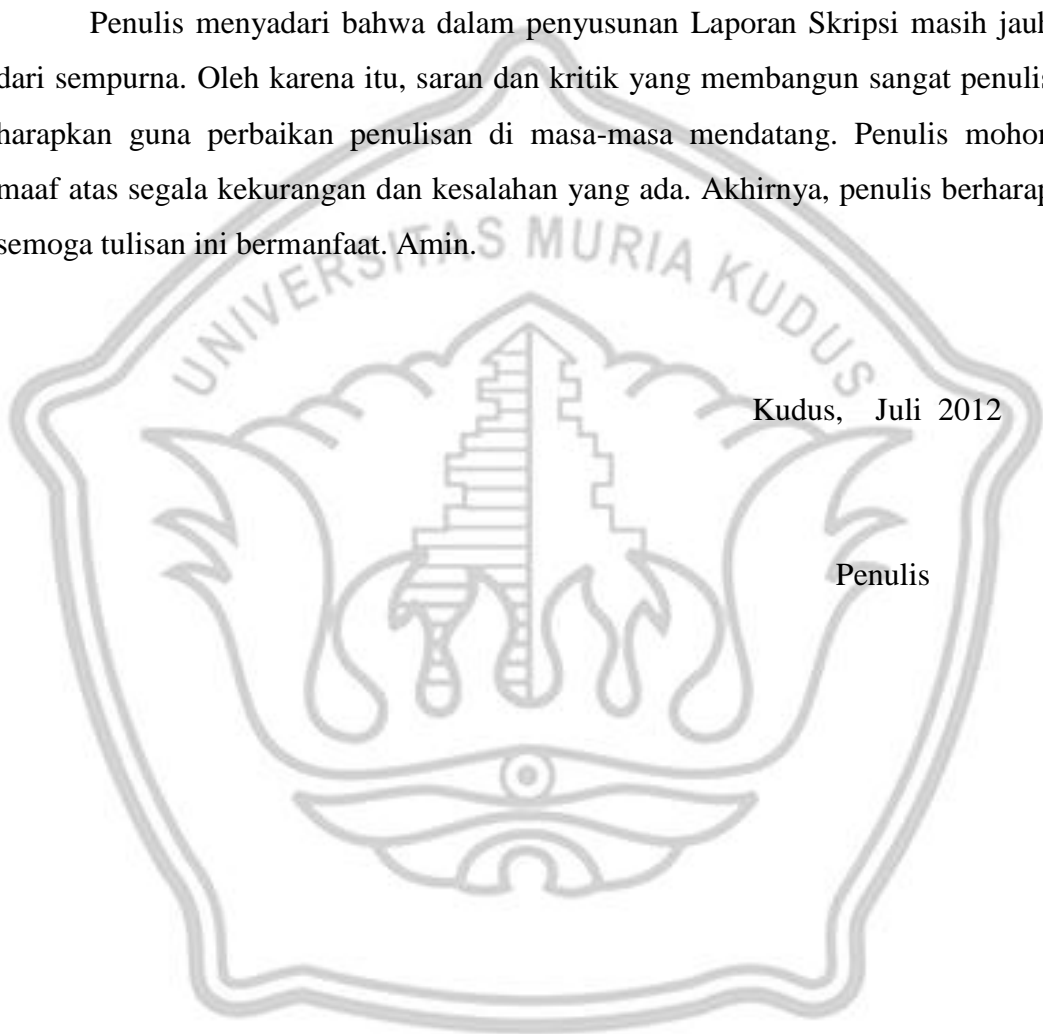 Penulis menyadari bahwa dalam penyusunan Laporan Skripsi masih jauh
dari sempurna. Oleh karena itu, saran dan kritik yang membangun sangat penulis
harapkan guna perbaikan penulisan di masa-masa mendatang. Penulis mohon
maaf atas segala kekurangan dan kesalahan yang ada. Akhirnya, penulis berharap
semoga tulisan ini bermanfaat. Amin.
UNIVERSITAS MURIA KUDUS
Kudus, Juli 2012
Penulis